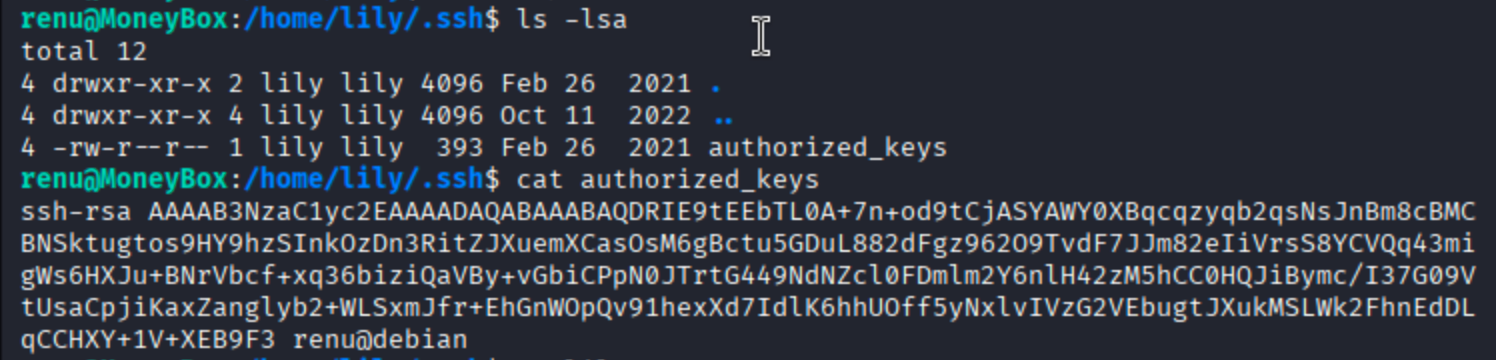 renu@MoneyBox:/home/lily/.ssh$ ls -lsa
total 12
4 drwxr-xr-x 2 lily lily 4096 Feb 26  2021 .
4 drwxr-xr-x 4 lily lily 4096 Oct 11  2022 ..
4 -rw-r--r-- 1 lily lily  393 Feb 26  2021 authorized_keys
renu@MoneyBox:/home/lily/.ssh$ cat authorized_keys
ssh-rsa AAAAB3NzaC1yc2EAAAADAQABAAABAQDRIE9tEEbTL0A+7n+od9tCjASYAWY0XBqcqzyqb2qsNsJnBm8cBMC
BNSktugtos9HY9hzSInkOzDn3RitZJXuemXCasOsM6gBctu5GDuL882dFgz962O9TvdF7JJm82eIiVrsS8YCVQq43mi
gWs6HXJu+BNrVbcf+xq36biziQaVBy+vGbiCPpN0JTrtG449NdNZcl0FDmlm2Y6nlH42zM5hCC0HQJiBymc/I37G09V
tUsaCpjiKaxZanglyb2+WLSxmJfr+EhGnWOpQv91hexXd7IdlK6hhUOff5yNxlvIVzG2VEbugtJXukMSLWk2FhnEdDL
qCCHXY+1V+XEB9F3 renu@debian